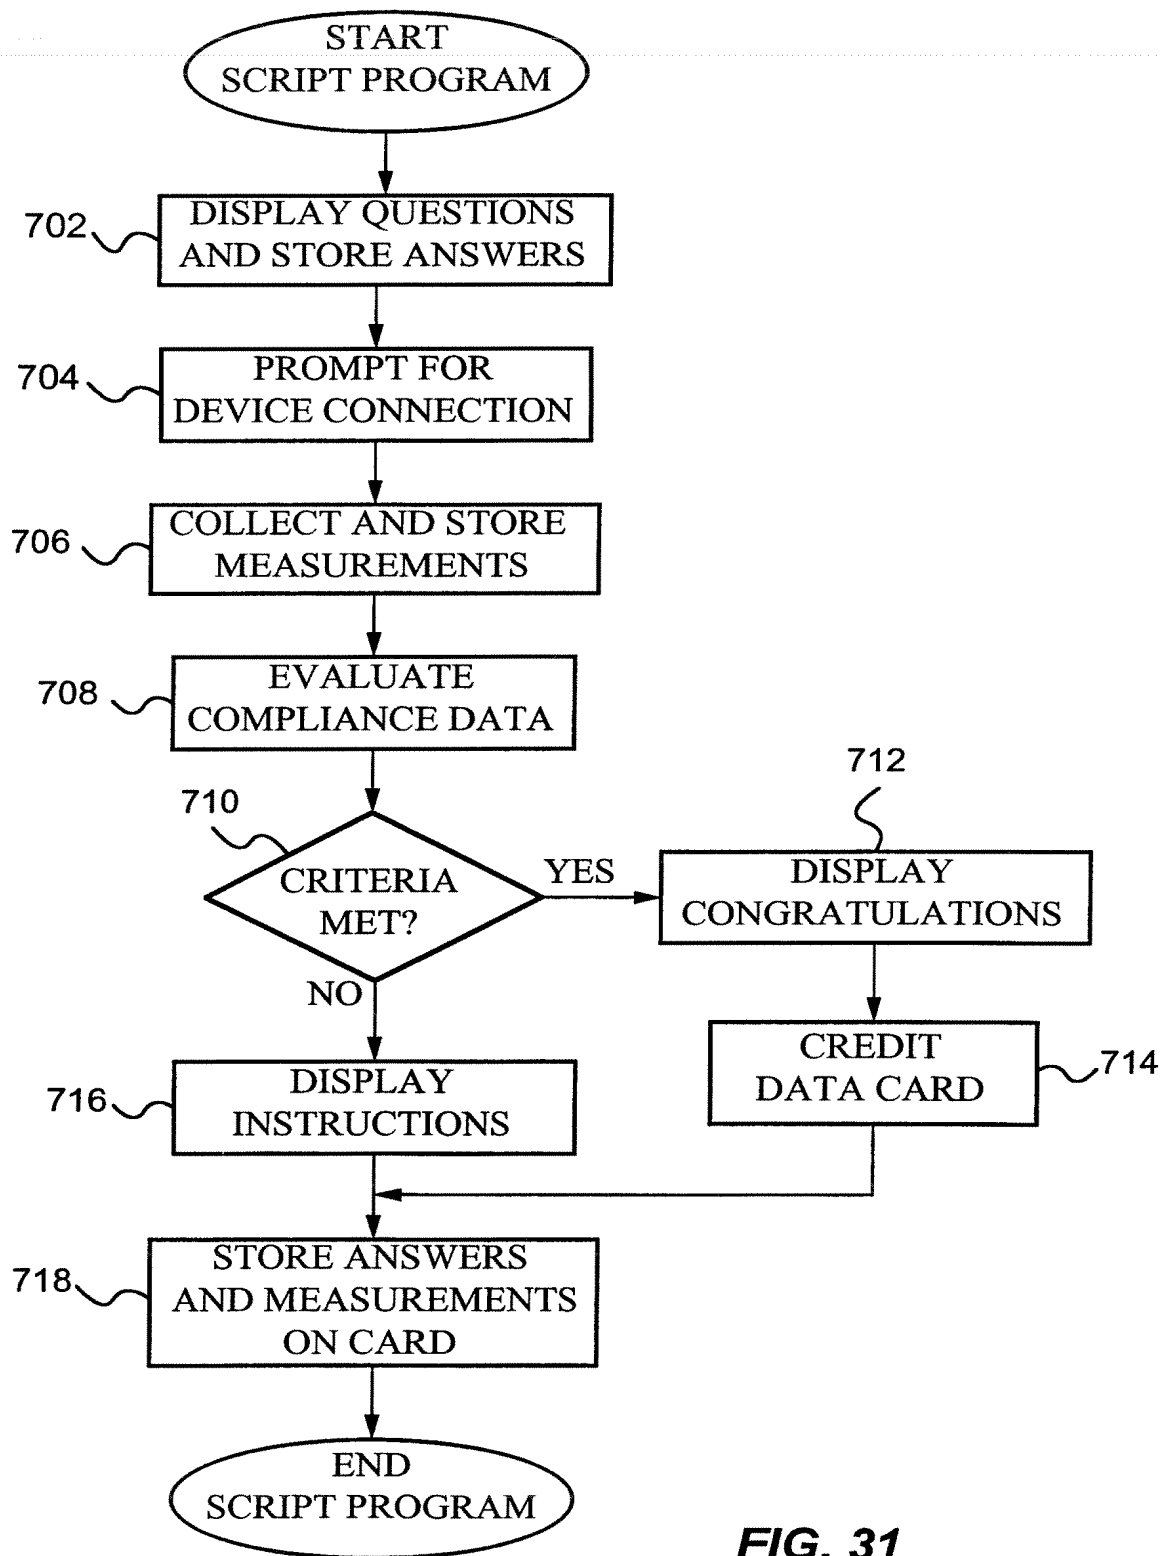 START
SCRIPT PROGRAM
702
DISPLAY QUESTIONS
AND STORE ANSWERS
704
PROMPT FOR
DEVICE CONNECTION
706
COLLECT AND STORE
MEASUREMENTS
708
EVALUATE
COMPLIANCE DATA
710
CRITERIA
MET?
YES
712
DISPLAY
CONGRATULATIONS
NO
CREDIT
DATA CARD
714
716
DISPLAY
INSTRUCTIONS
718
STORE ANSWERS
AND MEASUREMENTS
ON CARD
END
SCRIPT PROGRAM
FIG. 31